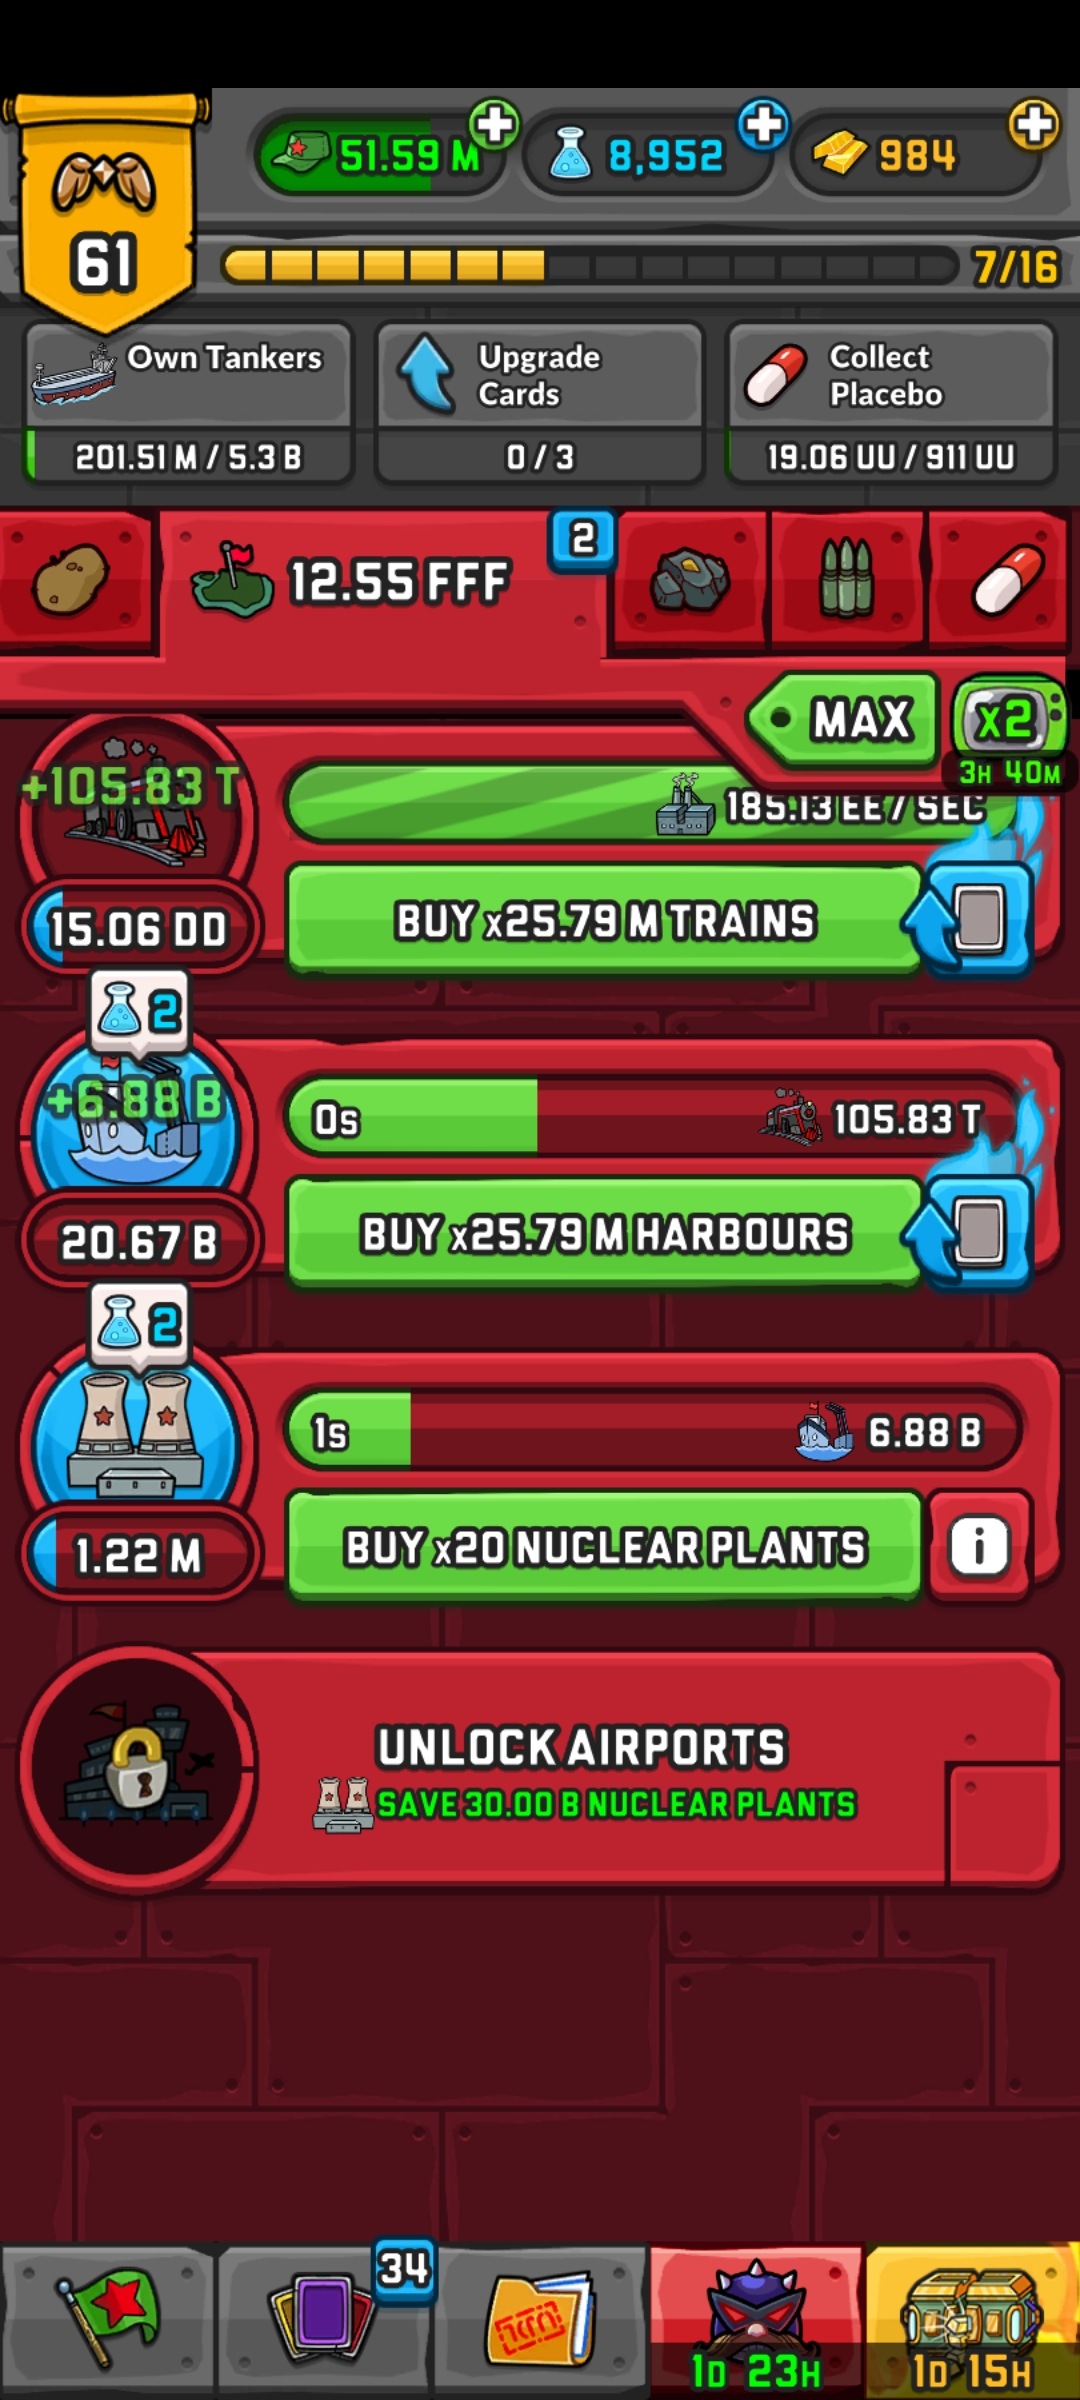 51.59 M
8,952
984
61
7/16
Own Tankers
201.51 M / 5.3 B
Upgrade
Cards
0 / 3
Collect
Placebo
19.06 UU / 911 UU
12.55 FFF
2
MAX
x2
3H 40M
+105.83 T
185.13 EE / SEC
15.06 DD
BUY x25.79 M TRAINS
2
+6.88 B
0s
105.83 T
20.67 B
BUY x25.79 M HARBOURS
2
1s
6.88 B
1.22 M
BUY x20 NUCLEAR PLANTS
i
UNLOCK AIRPORTS
SAVE 30.00 B NUCLEAR PLANTS
34
1D 23H
1D 15H